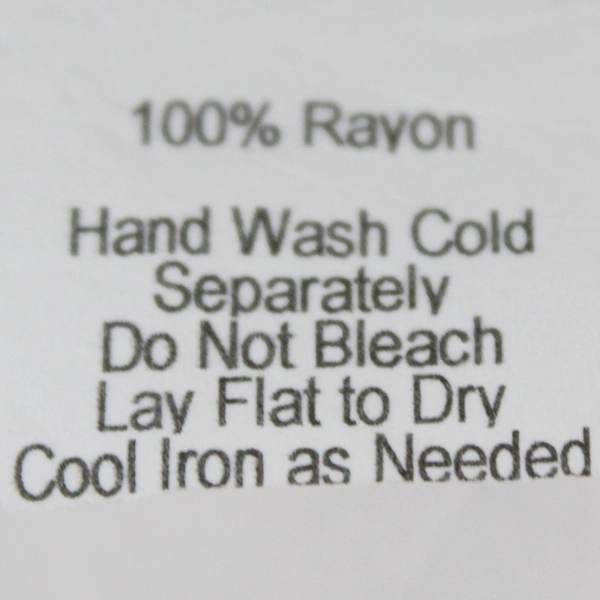 100% Rayon
Hand Wash Cold
Separately
Do Not Bleach
Lay Flat to Dry
Cool Iron as Needed